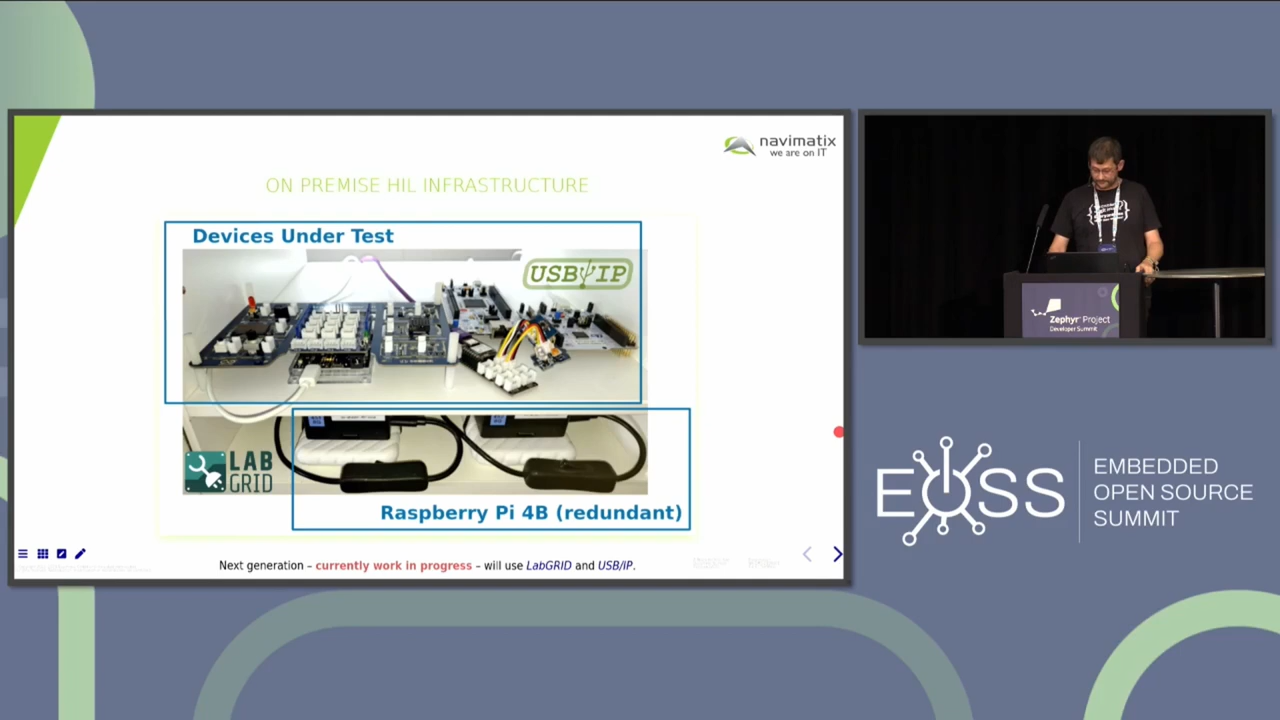 navimatix
we are on IT
ON PREMISE HIL INFRASTRUCTURE
Devices Under Test
USB IP
LAB
GRID
Raspberry Pi 4B (redundant)
Next generation – currently work in progress – will use LabGRID and USB/IP.
Zephyr Project
Developer Summit
EOSS
EMBEDDED
OPEN SOURCE
SUMMIT